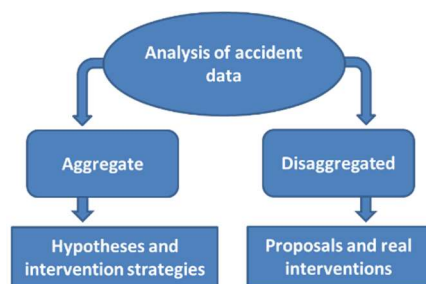 Analysis of accident
data
Aggregate
Disaggregated
Hypotheses and
intervention strategies
Proposals and real
interventions